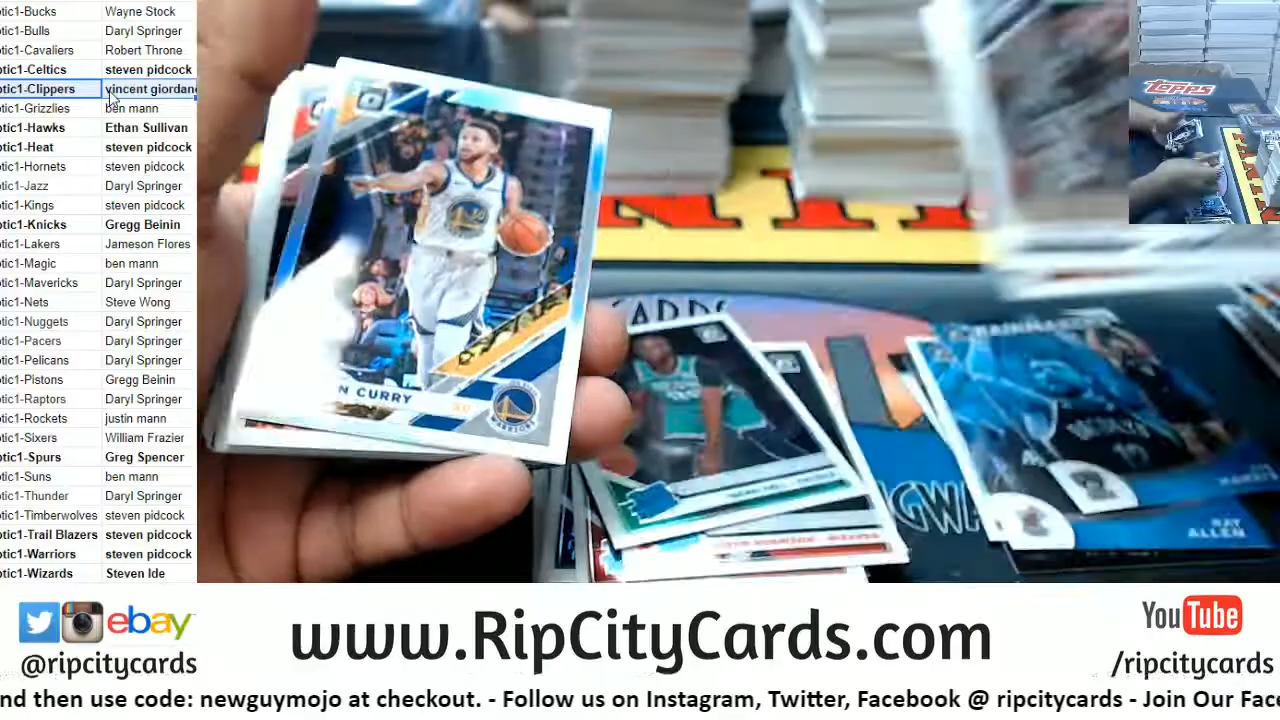 otic1-Bucks Wayne Stock
otic1-Bulls Daryl Springer
otic1-Cavaliers Robert Throne
otic1-Celtics steven pidcock
otic1-Clippers vincent giordano
otic1-Grizzlies ben mann
otic1-Hawks Ethan Sullivan
otic1-Heat steven pidcock
otic1-Hornets steven pidcock
otic1-Jazz Daryl Springer
otic1-Kings steven pidcock
otic1-Knicks Gregg Beinin
otic1-Lakers Jameson Flores
otic1-Magic ben mann
otic1-Mavericks Daryl Springer
otic1-Nets Steve Wong
otic1-Nuggets Daryl Springer
otic1-Pacers Daryl Springer
otic1-Pelicans Daryl Springer
otic1-Pistons Gregg Beinin
otic1-Raptors Daryl Springer
otic1-Rockets justin mann
otic1-Sixers William Frazier
otic1-Spurs Greg Spencer
otic1-Suns ben mann
otic1-Thunder Daryl Springer
otic1-Timberwolves steven pidcock
otic1-Trail Blazers steven pidcock
otic1-Warriors steven pidcock
otic1-Wizards Steven Ide
N CURRY 30
WARRIORS
CARDS
RAY
ALLEN
topps
ebay
@ripcitycards
www.RipCityCards.com
YouTube
/ripcitycards
nd then use code: newguymojo at checkout. - Follow us on Instagram, Twitter, Facebook @ ripcitycards - Join Our Fac